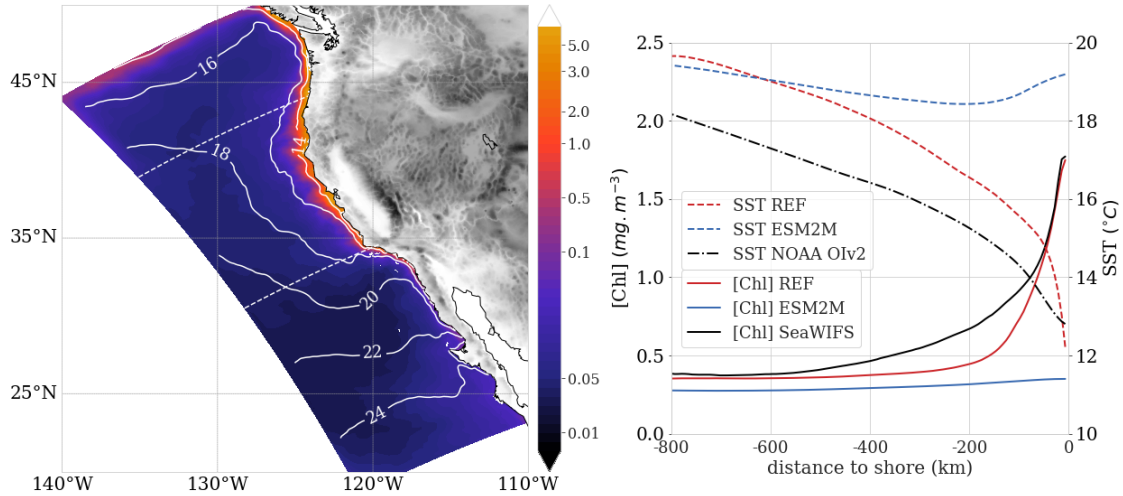 45°N
35°N
25°N
140°W
130°W
120°W
110°W
16
14
18
20
22
24
5.0
3.0
2.0
1.0
0.5
0.1
0.05
0.01
2.5
2.0
1.5
1.0
0.5
0.0
[Chl] (mg. m⁻³)
SST REF
SST ESM2M
SST NOAA OIv2
[Chl] REF
[Chl] ESM2M
[Chl] SeaWIFS
20
18
16
14
12
10
SST (°C)
-800
-600
-400
-200
0
distance to shore (km)